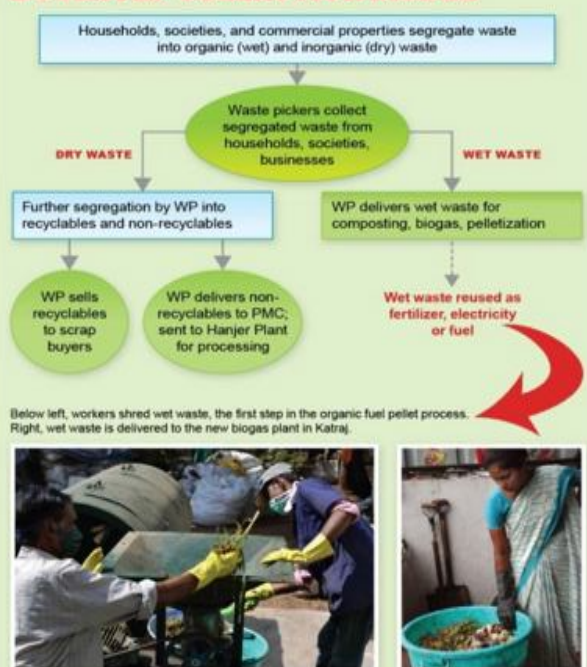 Households, societies, and commercial properties segregate waste
into organic (wet) and inorganic (dry) waste
Waste pickers collect
segregated waste from
households, societies,
businesses
DRY WASTE
WET WASTE
Further segregation by WP into
recyclables and non-recyclables
WP delivers wet waste for
composting, biogas, pelletization
WP sells
recyclables
to scrap
buyers
WP delivers non-
recyclables to PMC;
sent to Hanjer Plant
for processing
Wet waste reused as
fertilizer, electricity
or fuel
Below left, workers shred wet waste, the first step in the organic fuel pellet process.
Right, wet waste is delivered to the new biogas plant in Katraj.